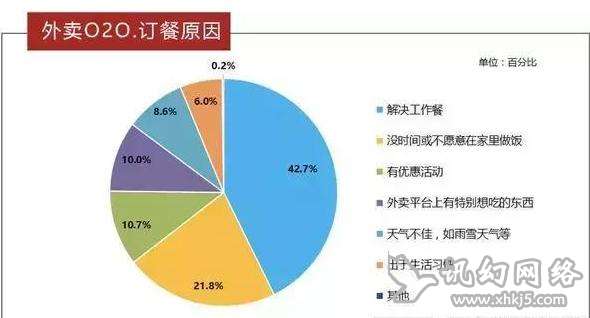 外卖O2O.订餐原因
单位：百分比
0.2%
6.0%
8.6%
10.0%
10.7%
21.8%
42.7%
解决工作餐
没时间或不愿意在家里做饭
有优惠活动
外卖平台上有特别想吃的东西
天气不佳，如雨雪天气等
出于生活习惯
其他
讯幻网络
www.xhkj5.com